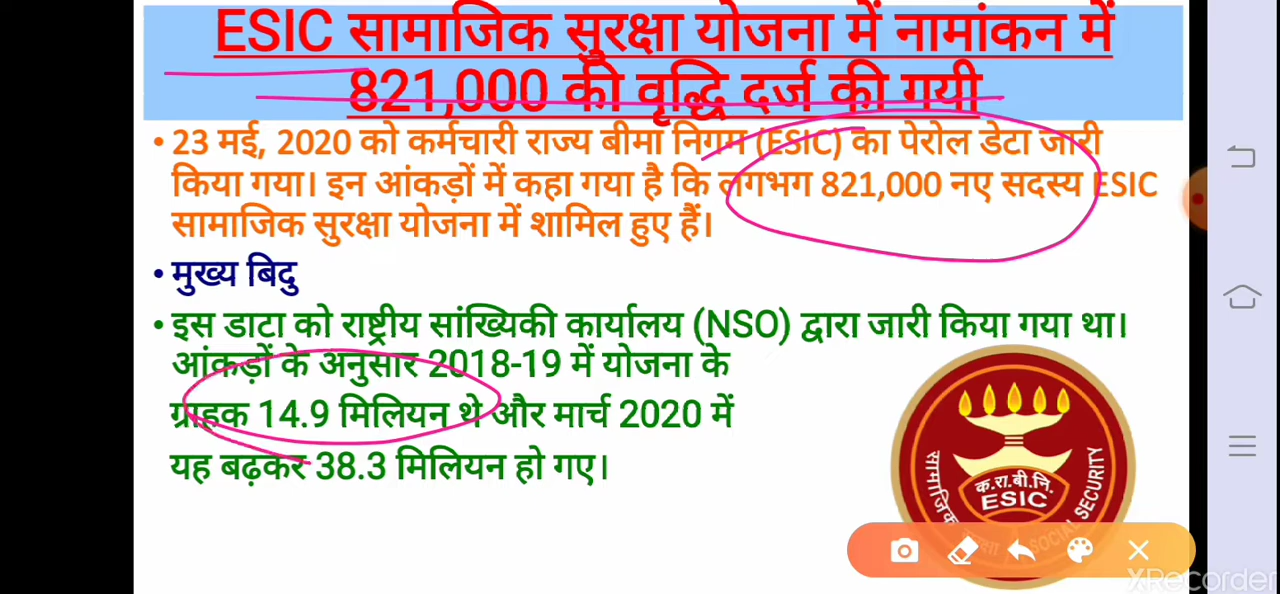 ESIC सामाजिक सुरक्षा योजना में नामांकन में
821,000 की वृद्धि दर्ज की गयी
• 23 मई, 2020 को कर्मचारी राज्य बीमा निगम (ESIC) का पेरोल डेटा जारी
किया गया। इन आंकड़ों में कहा गया है कि लगभग 821,000 नए सदस्य ESIC
सामाजिक सुरक्षा योजना में शामिल हुए हैं।
• मुख्य बिदु
• इस डाटा को राष्ट्रीय सांख्यिकी कार्यालय (NSO) द्वारा जारी किया गया था।
आंकड़ों के अनुसार 2018-19 में योजना के
ग्राहक 14.9 मिलियन थे और मार्च 2020 में
यह बढ़कर 38.3 मिलियन हो गए।
क.रा.बी.नि.
ESIC
सामाजिक सुरक्षा
SOCIAL SECURITY
XRecorder